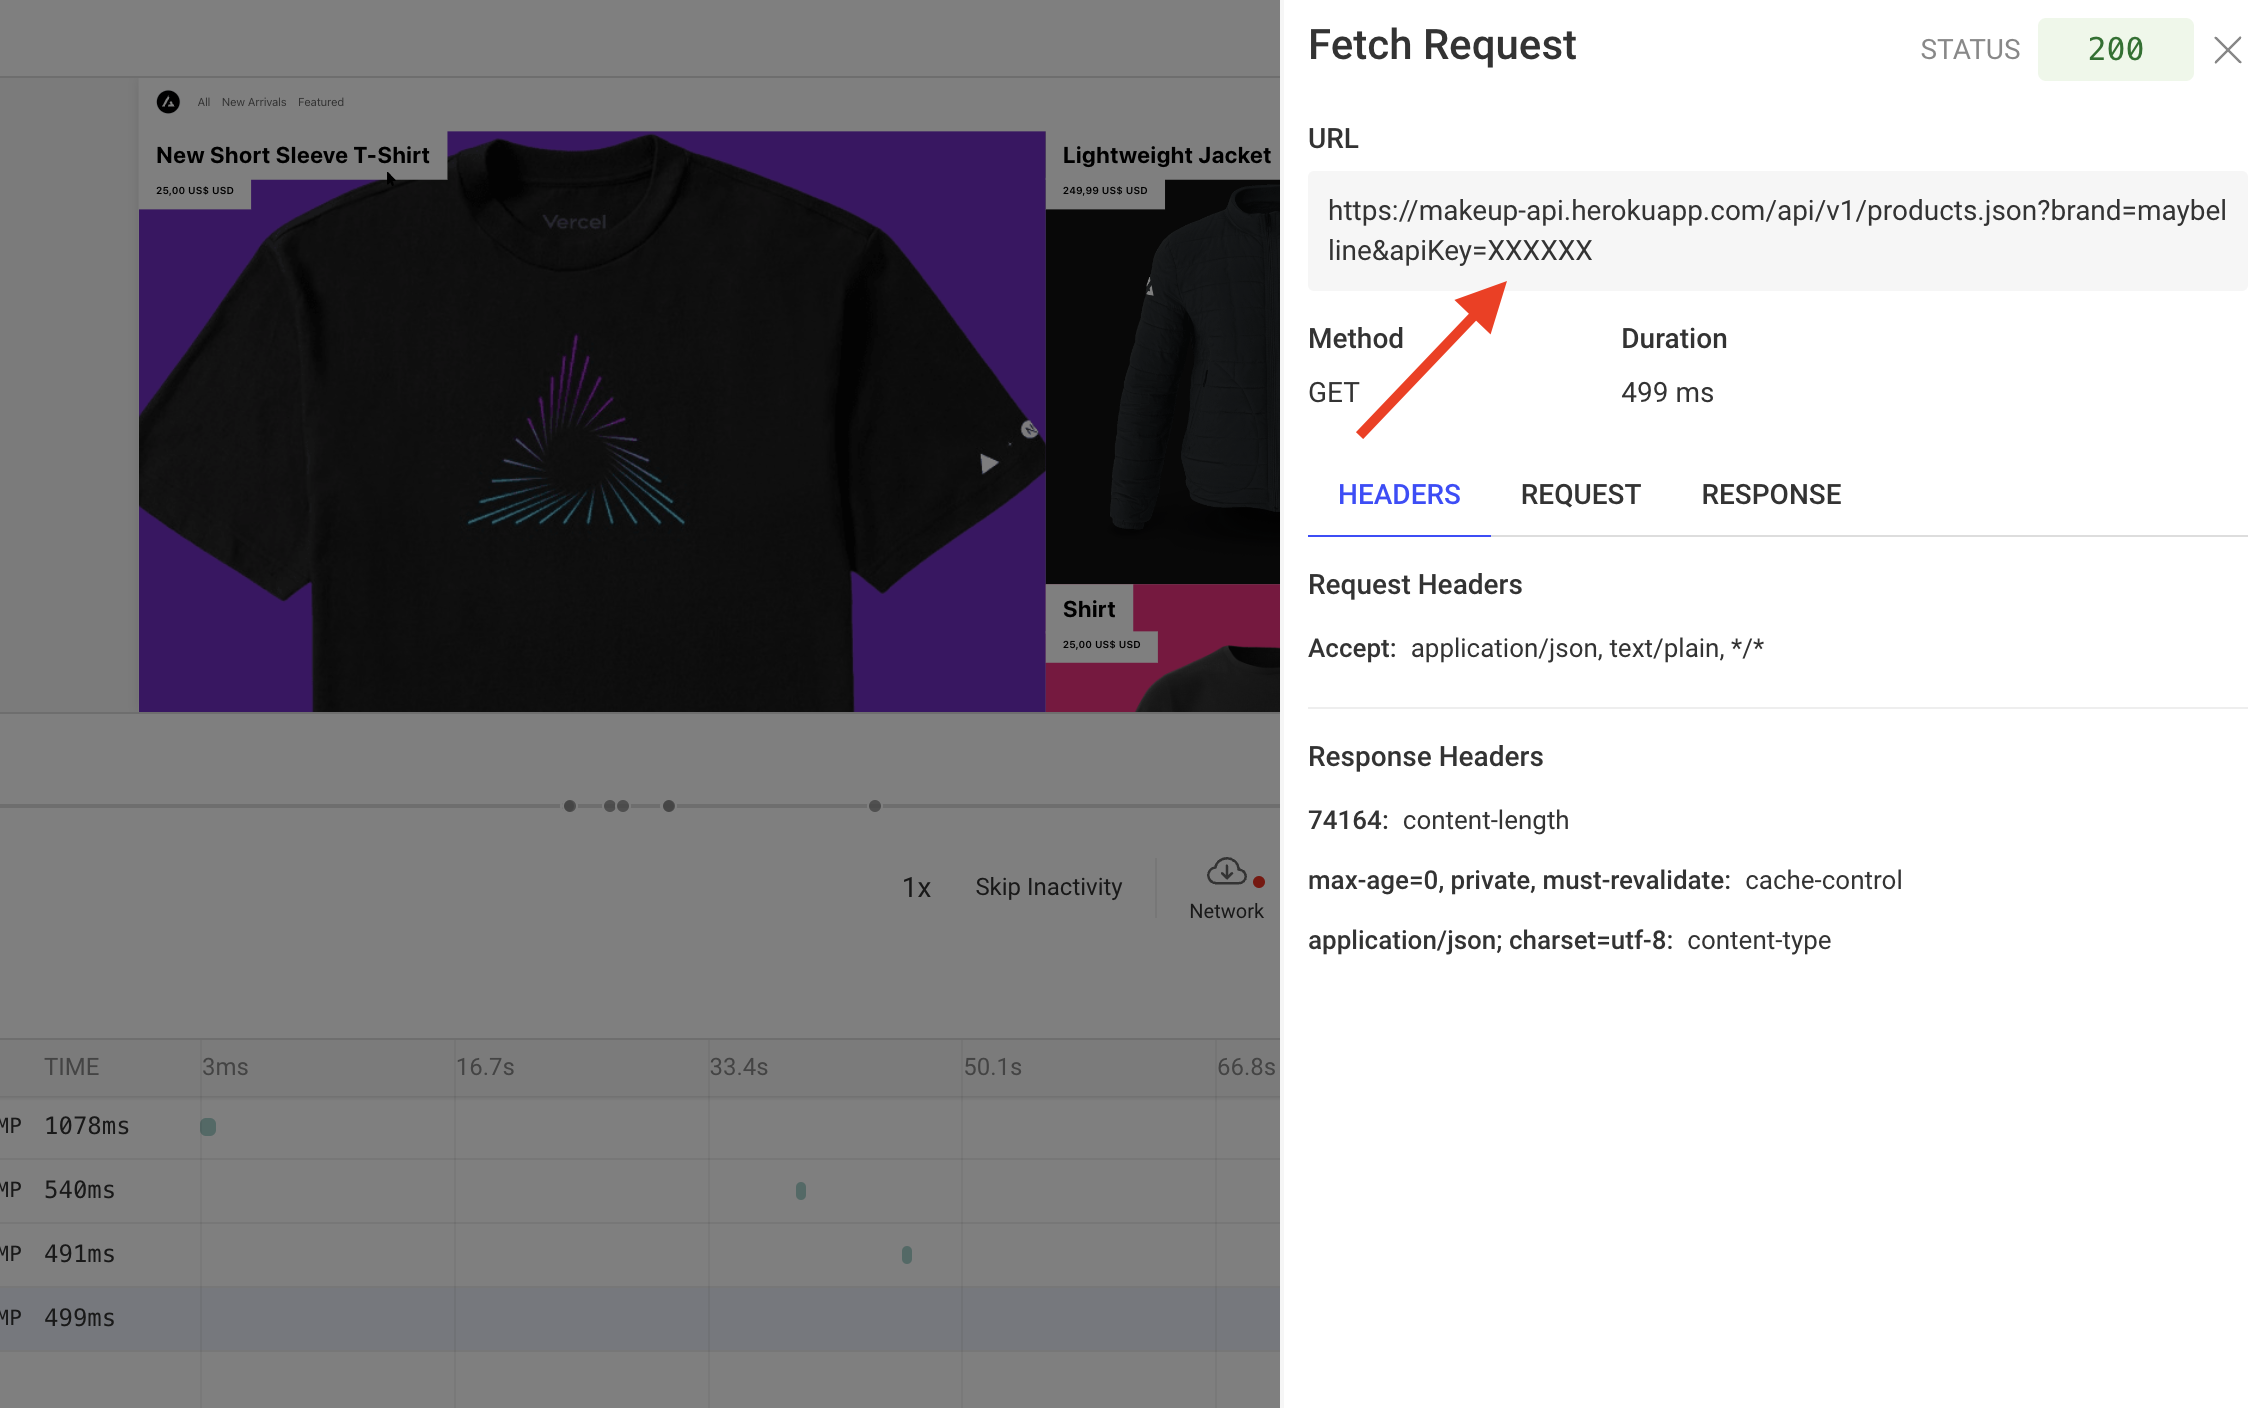 All New Arrivals Featured
New Short Sleeve T-Shirt
25,00 US$ USD
Vercel
Lightweight Jacket
249,99 US$ USD
Shirt
25,00 US$ USD
1x Skip Inactivity
Network
TIME 3ms 16.7s 33.4s 50.1s 66.8s
MP 1078ms
MP 540ms
MP 491ms
MP 499ms
Fetch Request
STATUS 200
URL
https://makeup-api.herokuapp.com/api/v1/products.json?brand=maybel
line&apiKey=XXXXXX
Method Duration
GET 499 ms
HEADERS REQUEST RESPONSE
Request Headers
Accept: application/json, text/plain, */*
Response Headers
74164: content-length
max-age=0, private, must-revalidate: cache-control
application/json; charset=utf-8: content-type